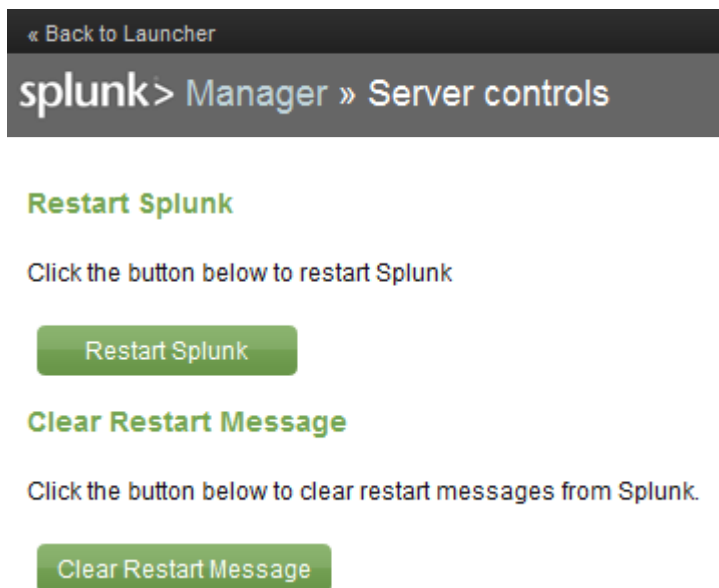 « Back to Launcher
splunk> Manager » Server controls
Restart Splunk
Click the button below to restart Splunk
Restart Splunk
Clear Restart Message
Click the button below to clear restart messages from Splunk.
Clear Restart Message